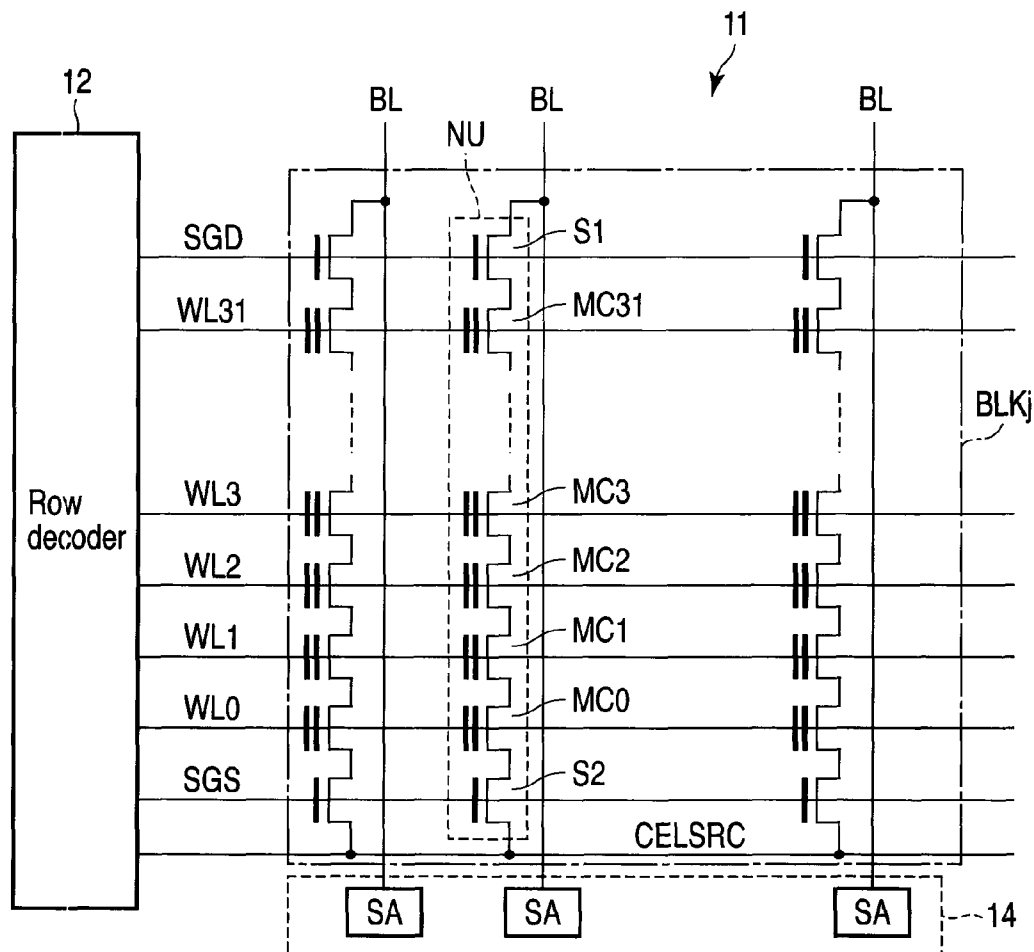 11
12
BL BL BL
NU
SGD S1
WL31 MC31
BLKj
WL3 MC3
Row
decoder
WL2 MC2
WL1 MC1
WL0 MC0
SGS S2
CELSRC
SA SA SA 14